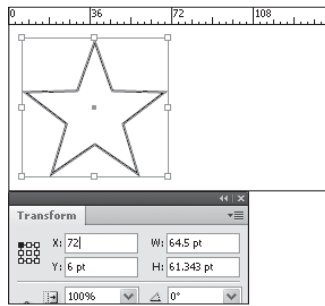 0 36 72 108
Transform
X: 72 W: 64.5 pt
Y: 6 pt H: 61.343 pt
100% 0°